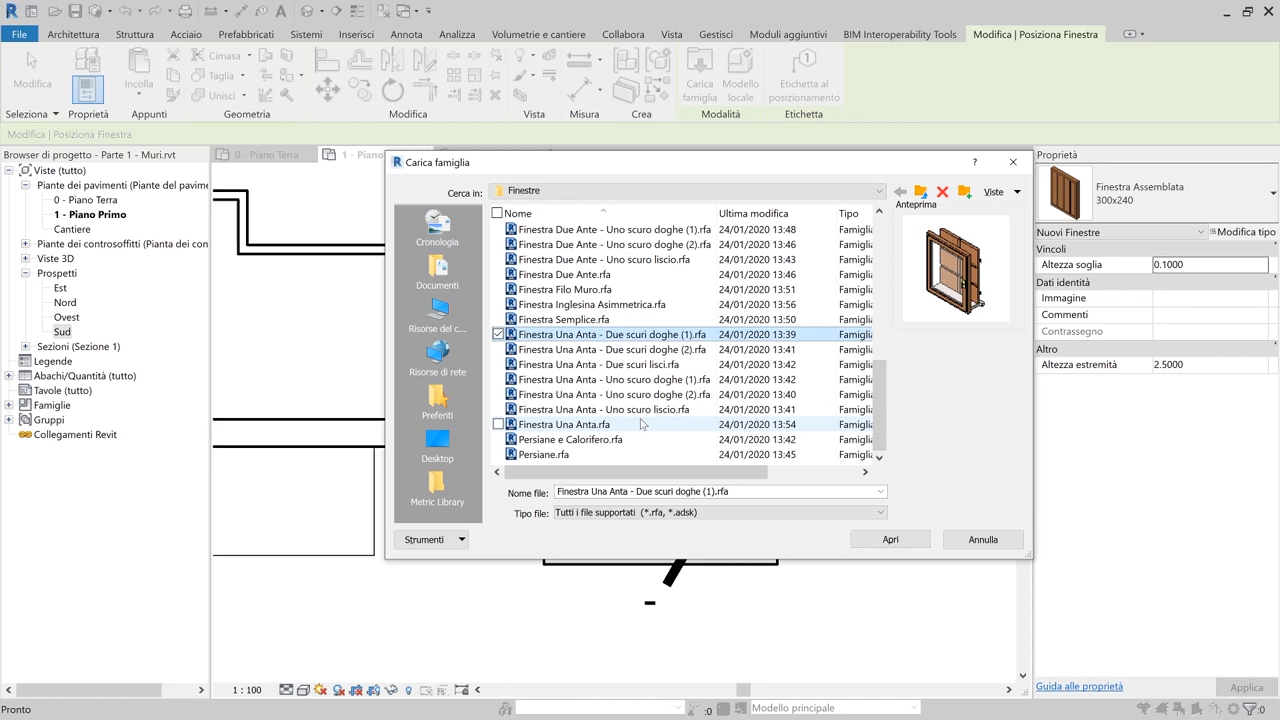 File
Architettura
Struttura
Acciaio
Prefabbricati
Sistemi
Inserisci
Annota
Analizza
Volumetrie e cantiere
Collabora
Vista
Gestisci
Moduli aggiuntivi
BIM Interoperability Tools
Modifica | Posiziona Finestra
Modifica
Incolla
Cimasa
Taglia
Unisci
Carica
famiglia
Modello
locale
Etichetta al
posizionamento
Seleziona
Proprietà
Appunti
Geometria
Modifica
Vista
Misura
Crea
Modalità
Etichetta
Modifica | Posiziona Finestra
Browser di progetto - Parte 1 - Muri.rvt
Viste (tutto)
Piante dei pavimenti (Piante del pavime
0 - Piano Terra
1 - Piano Primo
Cantiere
Piante dei controsoffitti (Pianta dei con
Viste 3D
Prospetti
Est
Nord
Ovest
Sud
Sezioni (Sezione 1)
Legende
Abachi/Quantità (tutto)
Tavole (tutto)
Famiglie
Gruppi
Collegamenti Revit
0 - Piano Terra
1 - Piano
Carica famiglia
Cerca in:
Finestre
Viste
Cronologia
Documenti
Risorse del c...
Risorse di rete
Preferiti
Desktop
Metric Library
Nome
Ultima modifica
Tipo
Finestra Due Ante - Uno scuro doghe (1).rfa 24/01/2020 13:48 Famiglia
Finestra Due Ante - Uno scuro doghe (2).rfa 24/01/2020 13:46 Famiglia
Finestra Due Ante - Uno scuro liscio.rfa 24/01/2020 13:43 Famiglia
Finestra Due Ante.rfa 24/01/2020 13:46 Famiglia
Finestra Filo Muro.rfa 24/01/2020 13:51 Famiglia
Finestra Inglesina Asimmetrica.rfa 24/01/2020 13:56 Famiglia
Finestra Semplice.rfa 24/01/2020 13:50 Famiglia
Finestra Una Anta - Due scuri doghe (1).rfa 24/01/2020 13:39 Famiglia
Finestra Una Anta - Due scuri doghe (2).rfa 24/01/2020 13:41 Famiglia
Finestra Una Anta - Due scuri lisci.rfa 24/01/2020 13:42 Famiglia
Finestra Una Anta - Uno scuro doghe (1).rfa 24/01/2020 13:42 Famiglia
Finestra Una Anta - Uno scuro doghe (2).rfa 24/01/2020 13:40 Famiglia
Finestra Una Anta - Uno scuro liscio.rfa 24/01/2020 13:41 Famiglia
Finestra Una Anta.rfa 24/01/2020 13:54 Famiglia
Persiane e Calorifero.rfa 24/01/2020 13:42 Famiglia
Persiane.rfa 24/01/2020 13:45 Famiglia
Anteprima
Nome file:
Finestra Una Anta - Due scuri doghe (1).rfa
Tipo file:
Tutti i file supportati (*.rfa, *.adsk)
Strumenti
Apri
Annulla
Proprietà
Finestra Assemblata
300x240
Nuovi Finestre
Modifica tipo
Vincoli
Altezza soglia 0.1000
Dati identità
Immagine
Commenti
Contrassegno
Altro
Altezza estremità 2.5000
Guida alle proprietà
Applica
1 : 100
Pronto
:0
Modello principale
:0